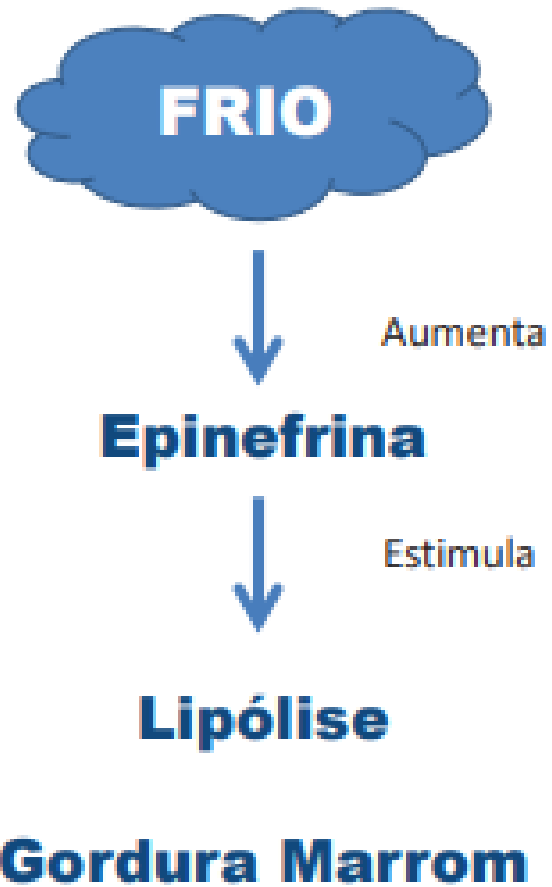 FRIO
Aumenta
Epinefrina
Estimula
Lipólise
Gordura Marrom